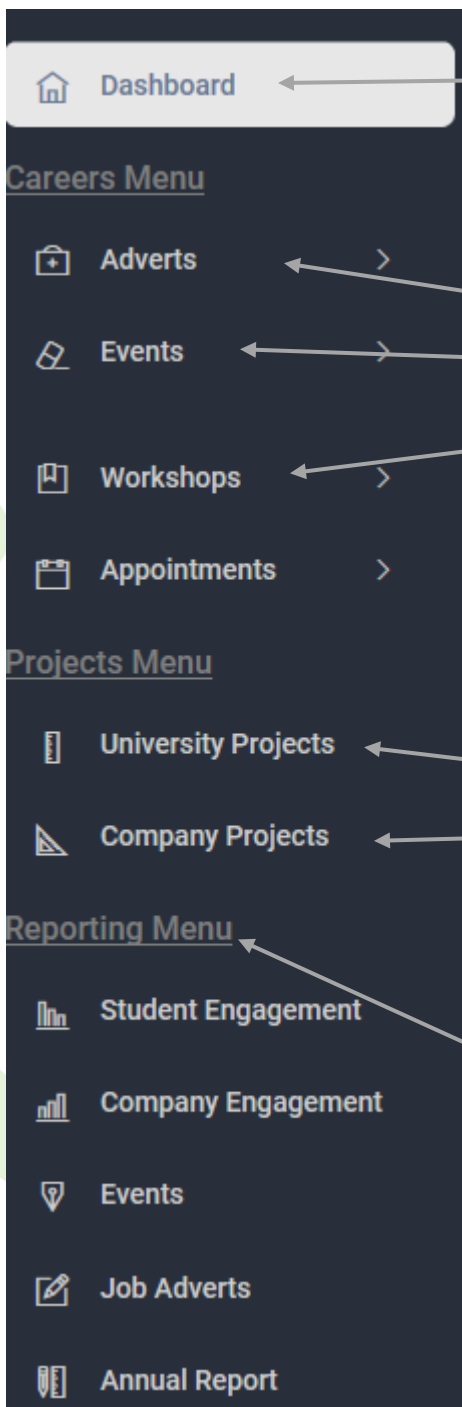 Dashboard
Careers Menu
Adverts
Events
Workshops
Appointments
Projects Menu
University Projects
Company Projects
Reporting Menu
Student Engagement
Company Engagement
Events
Job Adverts
Annual Report